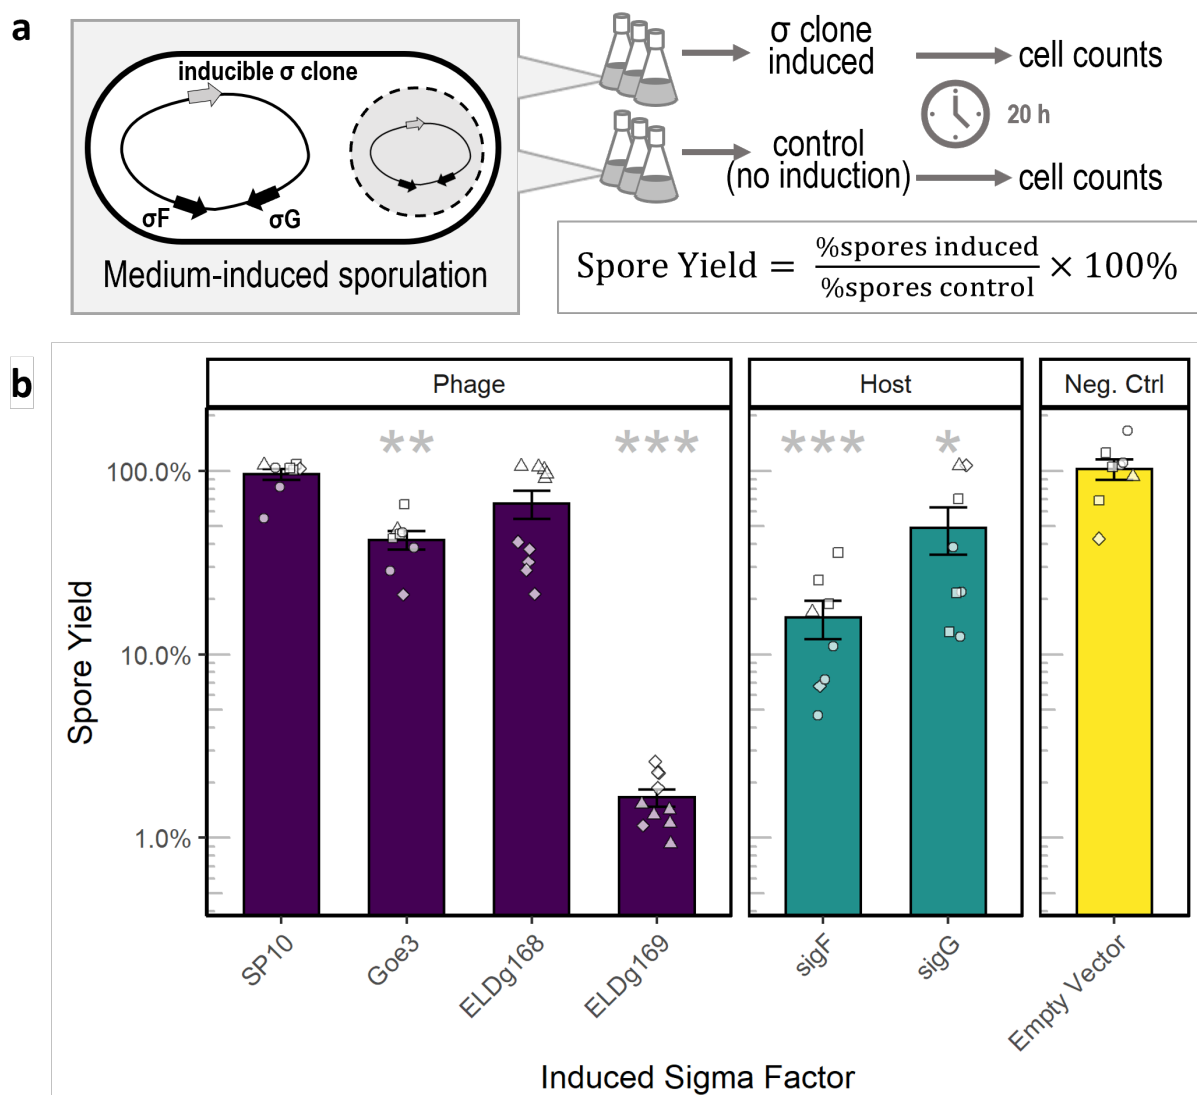 a
inducible σ clone
σF
σG
Medium-induced sporulation
σ clone
induced
cell counts
20 h
control
(no induction)
cell counts
Spore Yield = %spores induced / %spores control × 100%
b
Phage
Host
Neg. Ctrl
**
***
***
*
100.0%
10.0%
1.0%
Spore Yield
SP10
Goe3
ELDg168
ELDg169
sigF
sigG
Empty Vector
Induced Sigma Factor